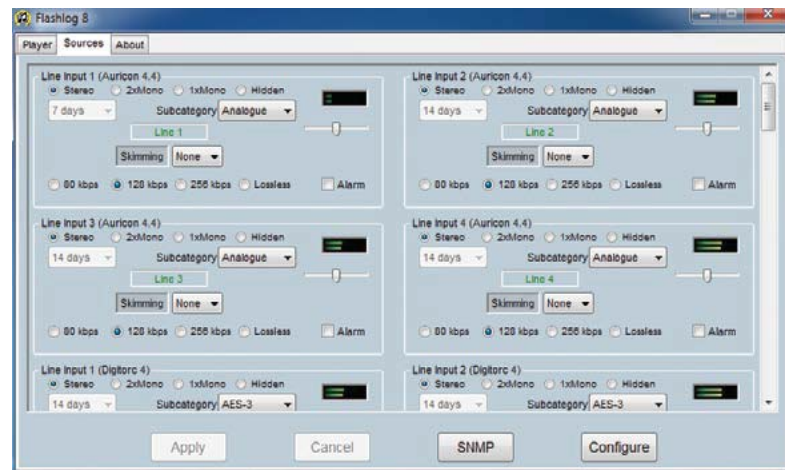 Flashlog 8
Player Sources About
Line Input 1 (Auricon 4,4)
Stereo 2xMono 1xMono Hidden
7 days Subcategory Analogue
Line 1
Skimming None
80 kbps 128 kbps 256 kbps Lossless Alarm
Line Input 2 (Auricon 4,4)
Stereo 2xMono 1xMono Hidden
14 days Subcategory Analogue
Line 2
Skimming None
80 kbps 128 kbps 256 kbps Lossless Alarm
Line Input 3 (Auricon 4,4)
Stereo 2xMono 1xMono Hidden
14 days Subcategory Analogue
Line 3
Skimming None
80 kbps 128 kbps 256 kbps Lossless Alarm
Line Input 4 (Auricon 4,4)
Stereo 2xMono 1xMono Hidden
14 days Subcategory Analogue
Line 4
Skimming None
80 kbps 128 kbps 256 kbps Lossless Alarm
Line Input 1 (Digitorc 4)
Stereo 2xMono 1xMono Hidden
14 days Subcategory AES-3
Line Input 2 (Digitorc 4)
Stereo 2xMono 1xMono Hidden
14 days Subcategory AES-3
Apply Cancel SNMP Configure